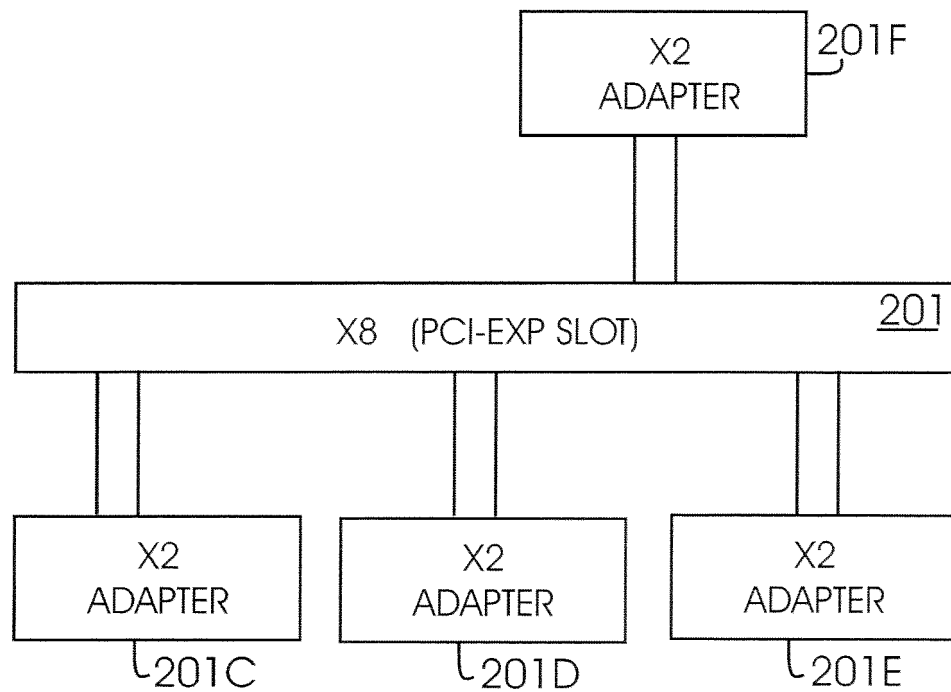 X2
ADAPTER
201F
X8 (PCI-EXP SLOT)
201
X2
ADAPTER
201C
X2
ADAPTER
201D
X2
ADAPTER
201E